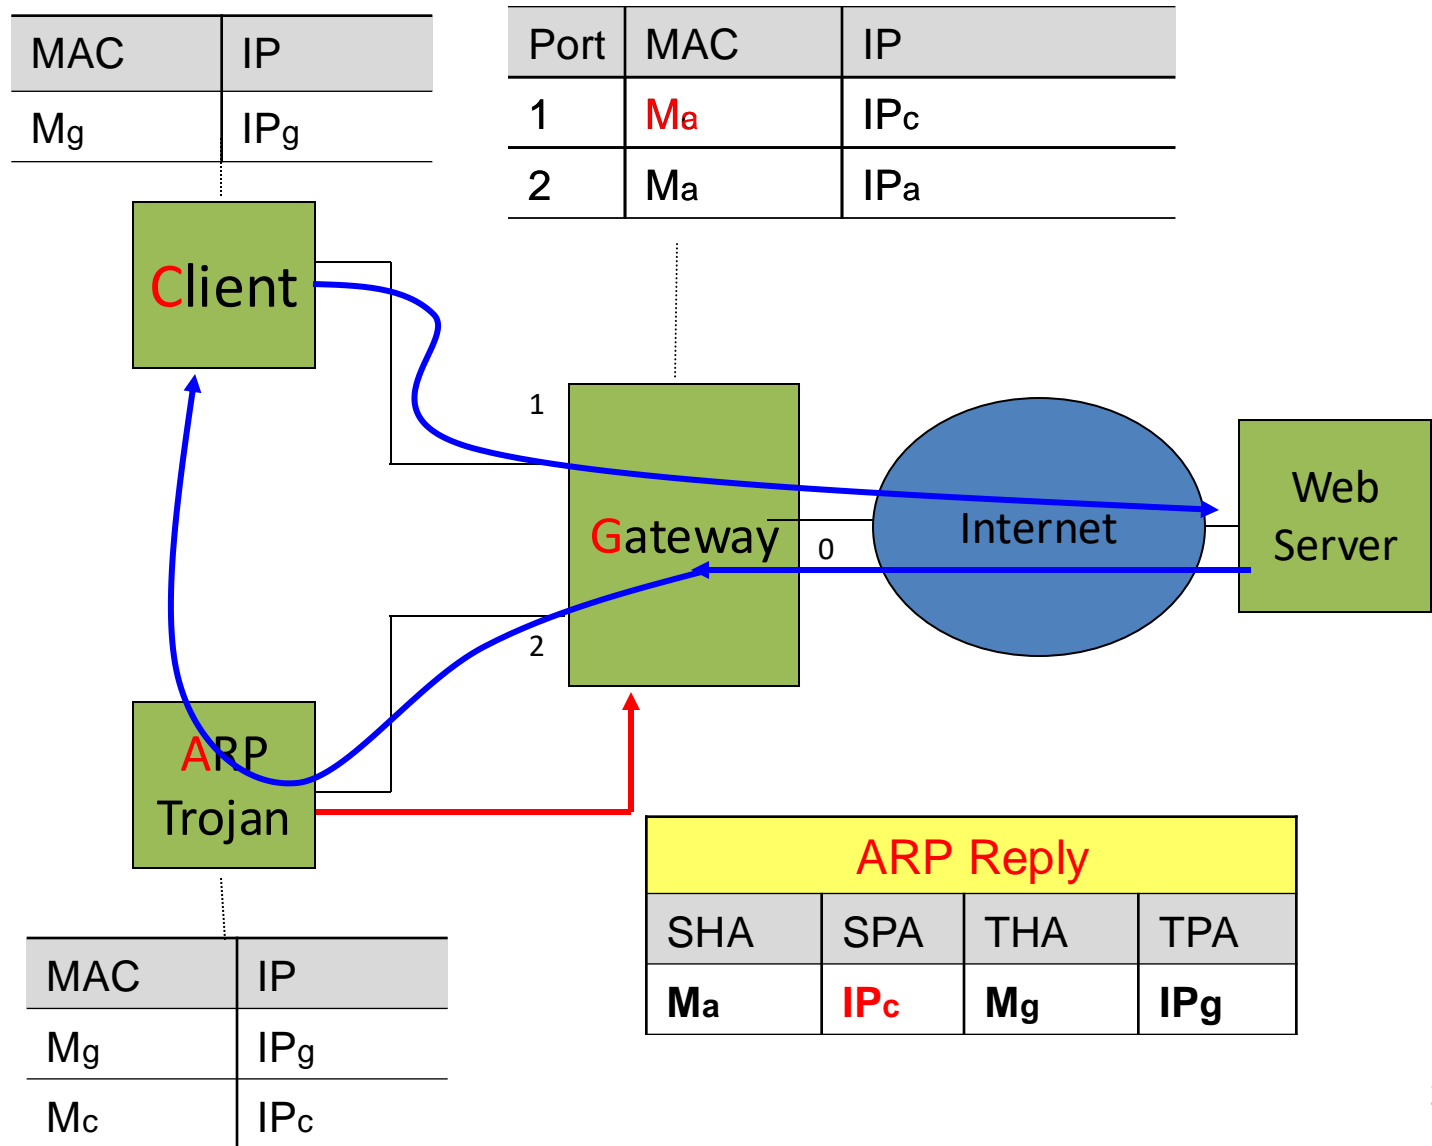 MAC IP
Mg IPg
Port MAC IP
1 Ma IPc
2 Ma IPa
Client
1
Gateway
0
Internet
Web
Server
2
ARP
Trojan
ARP Reply
SHA SPA THA TPA
Ma IPc Mg IPg
MAC IP
Mg IPg
Mc IPc